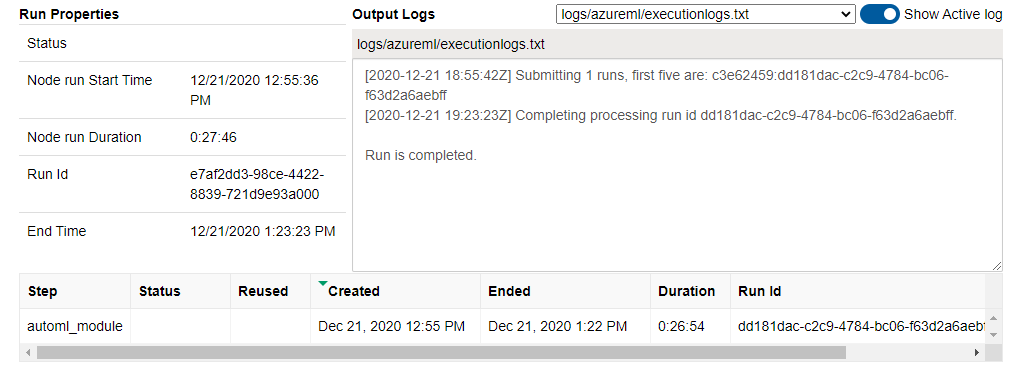 Run Properties
Status
Node run Start Time 12/21/2020 12:55:36
PM
Node run Duration 0:27:46
Run Id e7af2dd3-98ce-4422-
8839-721d9e93a000
End Time 12/21/2020 1:23:23 PM
Output Logs logs/azureml/executionlogs.txt Show Active log
logs/azureml/executionlogs.txt
[2020-12-21 18:55:42Z] Submitting 1 runs, first five are: c3e62459:dd181dac-c2c9-4784-bc06-
f63d2a6aebff
[2020-12-21 19:23:23Z] Completing processing run id dd181dac-c2c9-4784-bc06-f63d2a6aebff.
Run is completed.
Step Status Reused Created Ended Duration Run Id
automl_module Dec 21, 2020 12:55 PM Dec 21, 2020 1:22 PM 0:26:54 dd181dac-c2c9-4784-bc06-f63d2a6aebf